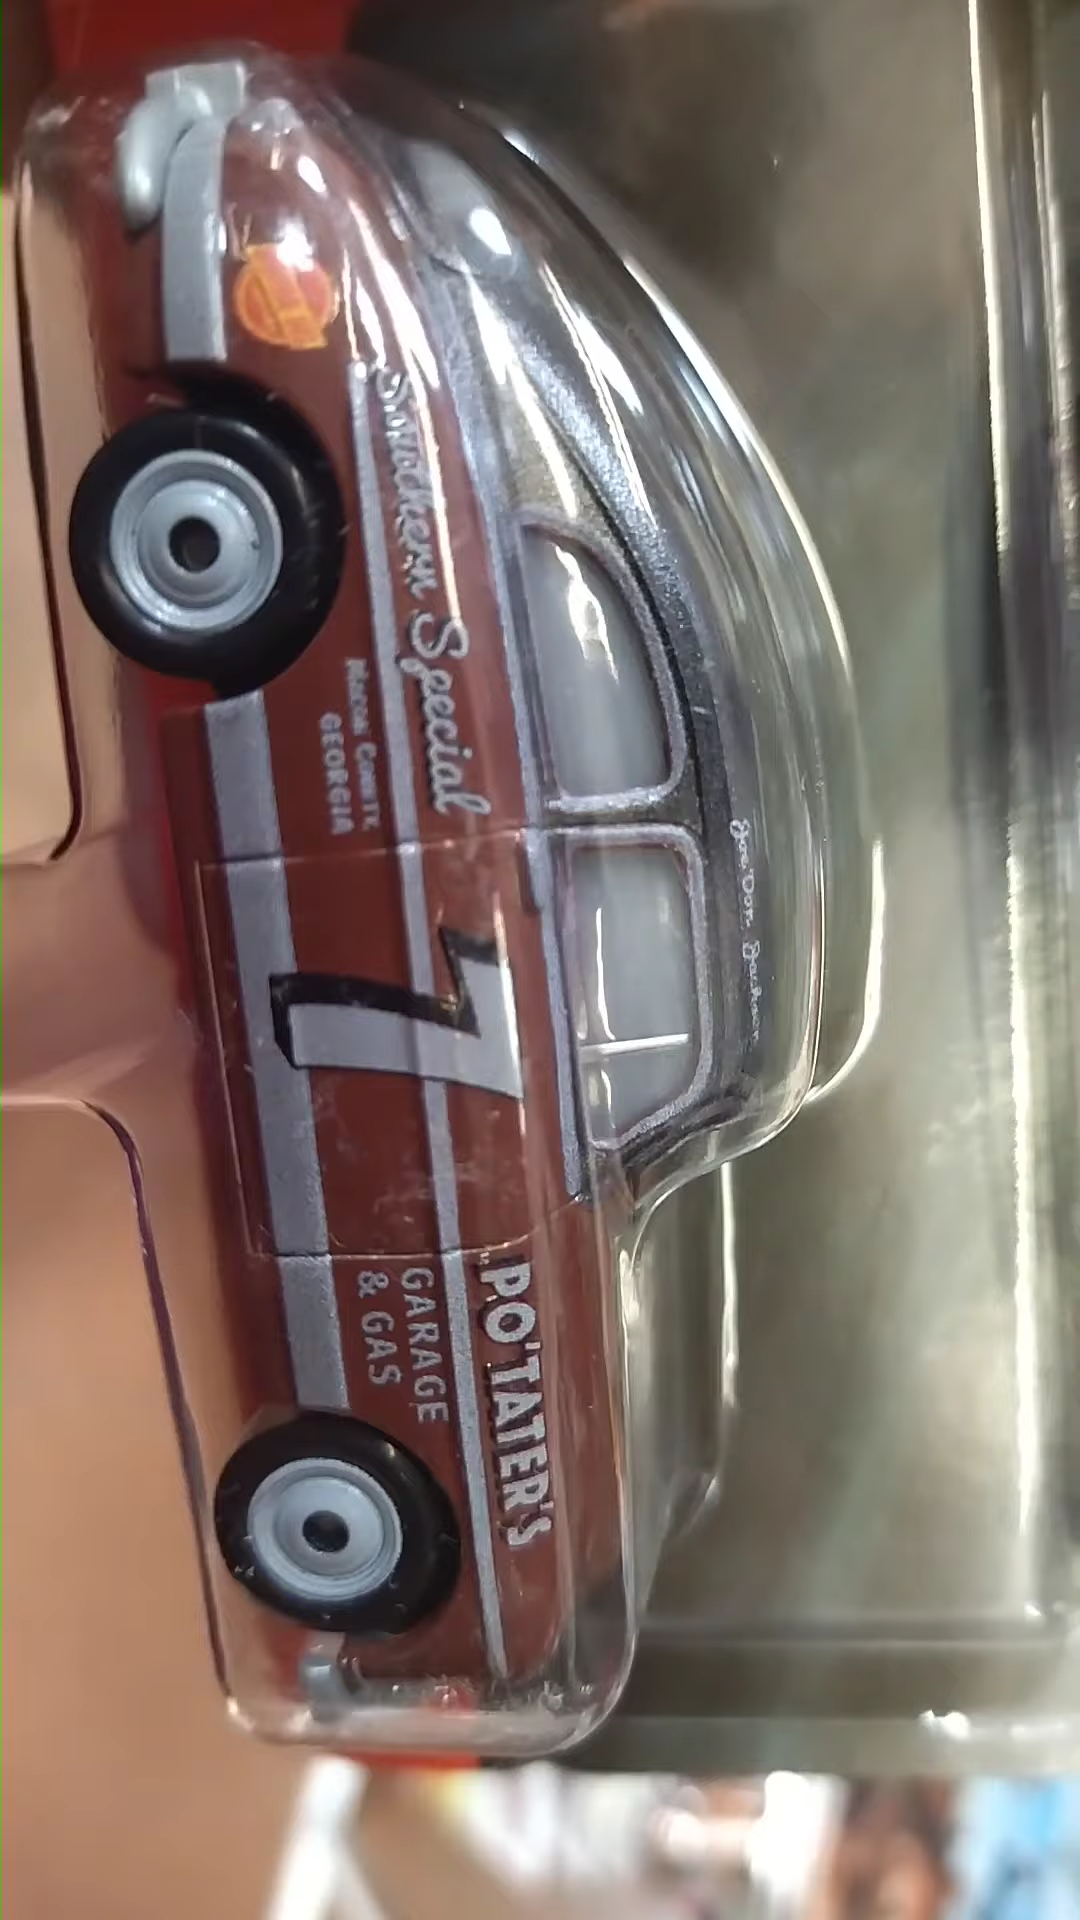 Southern Special
MACON COUNTY,
GEORGIA
7
"PO'TATER'S
GARAGE
& GAS